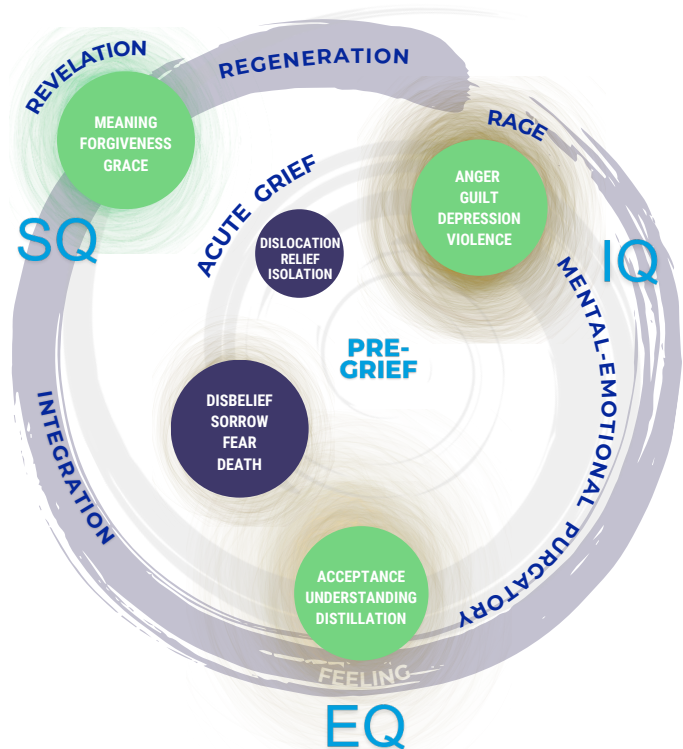 REVELATION
REGENERATION
RAGE
MEANING
FORGIVENESS
GRACE
ANGER
GUILT
DEPRESSION
VIOLENCE
ACUTE GRIEF
DISLOCATION
RELIEF
ISOLATION
SQ
IQ
PRE-
GRIEF
MENTAL-EMOTIONAL PURGATORY
DISBELIEF
SORROW
FEAR
DEATH
INTEGRATION
ACCEPTANCE
UNDERSTANDING
DISTILLATION
FEELING
EQ